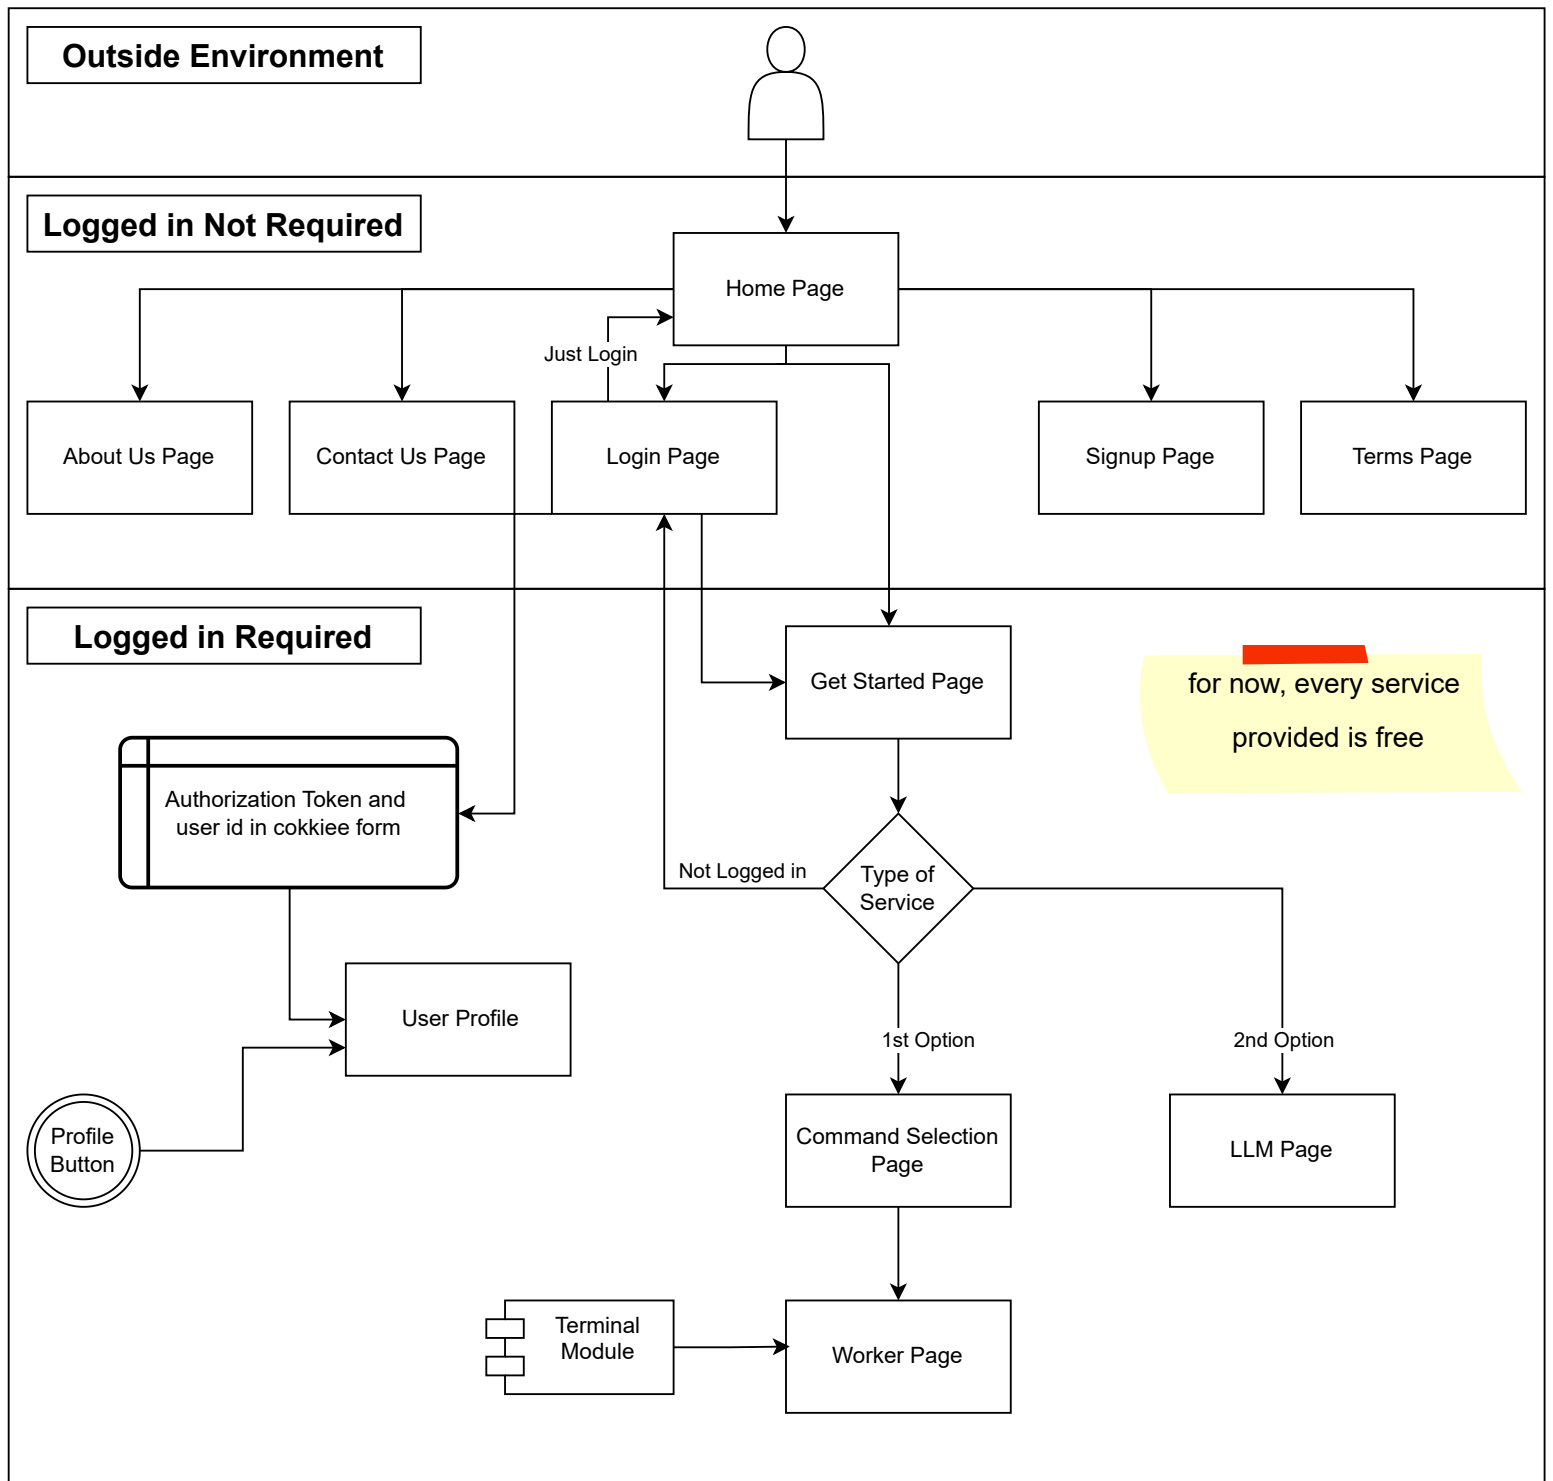 Outside Environment
Logged in Not Required
Home Page
Just Login
About Us Page
Contact Us Page
Login Page
Signup Page
Terms Page
Logged in Required
Get Started Page
for now, every service
provided is free
Authorization Token and
user id in cokkiee form
Not Logged in
Type of
Service
User Profile
1st Option
2nd Option
Profile
Button
Command Selection
Page
LLM Page
Terminal
Module
Worker Page